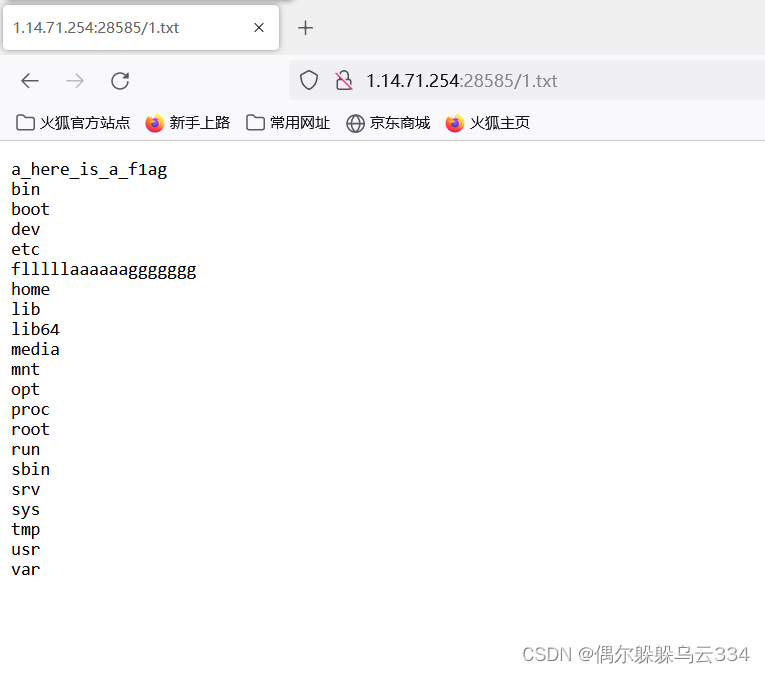 1.14.71.254:28585/1.txt
1.14.71.254:28585/1.txt
火狐官方站点 新手上路 常用网址 京东商城 火狐主页
a_here_is_a_f1ag
bin
boot
dev
etc
flllllaaaaaaggggggg
home
lib
lib64
media
mnt
opt
proc
root
run
sbin
srv
sys
tmp
usr
var
CSDN @偶尔躲躲乌云334